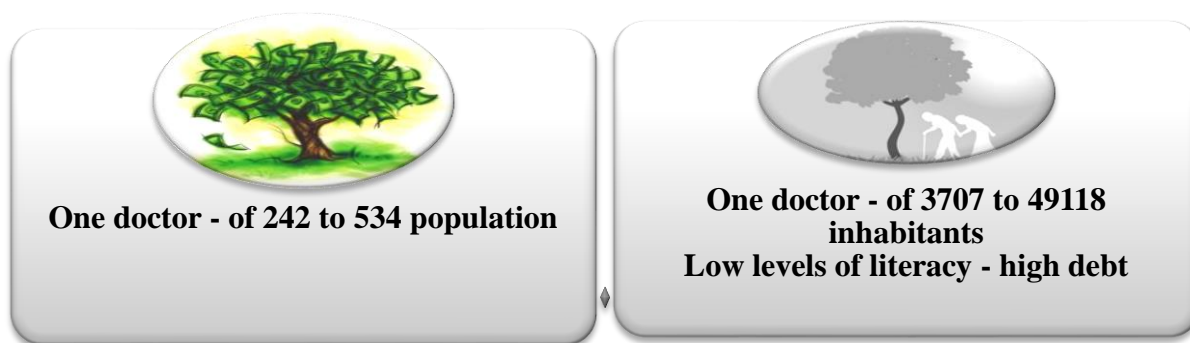 One doctor - of 242 to 534 population
One doctor - of 3707 to 49118
inhabitants
Low levels of literacy - high debt